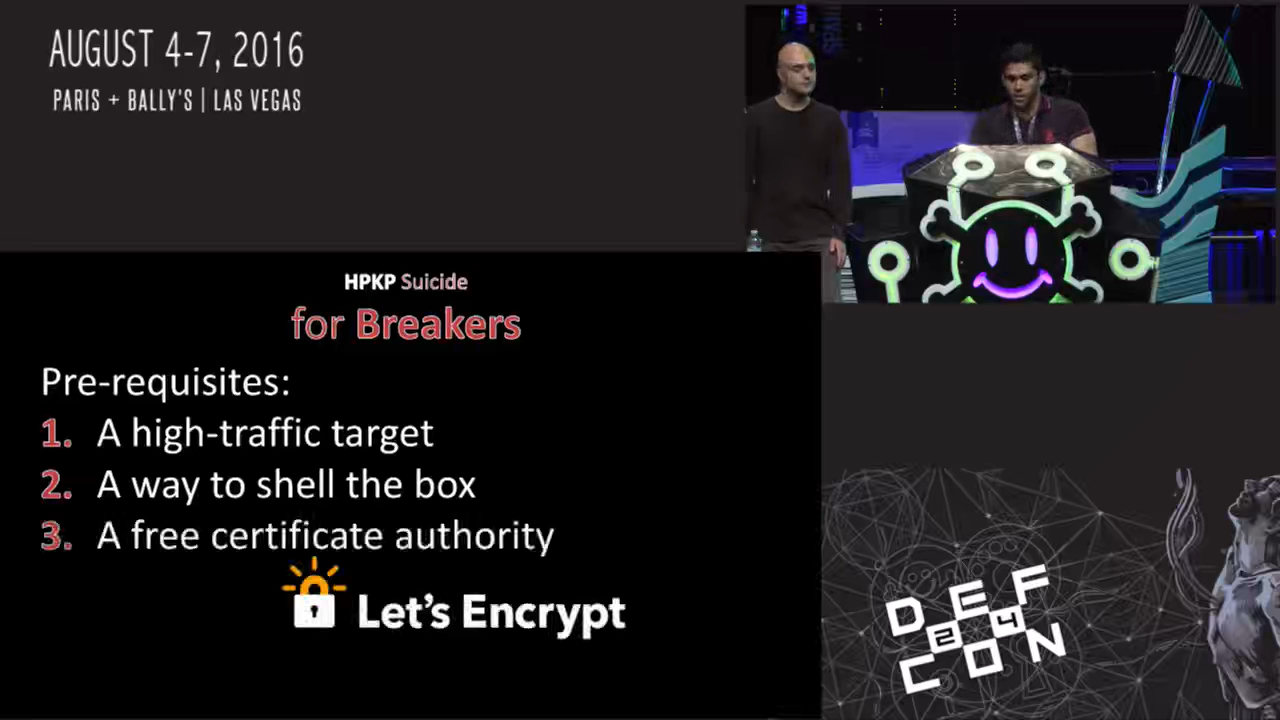 AUGUST 4-7, 2016
PARIS + BALLY'S | LAS VEGAS
HPKP Suicide
for Breakers
Pre-requisites:
1. A high-traffic target
2. A way to shell the box
3. A free certificate authority
Let's Encrypt
DEF
24
CON